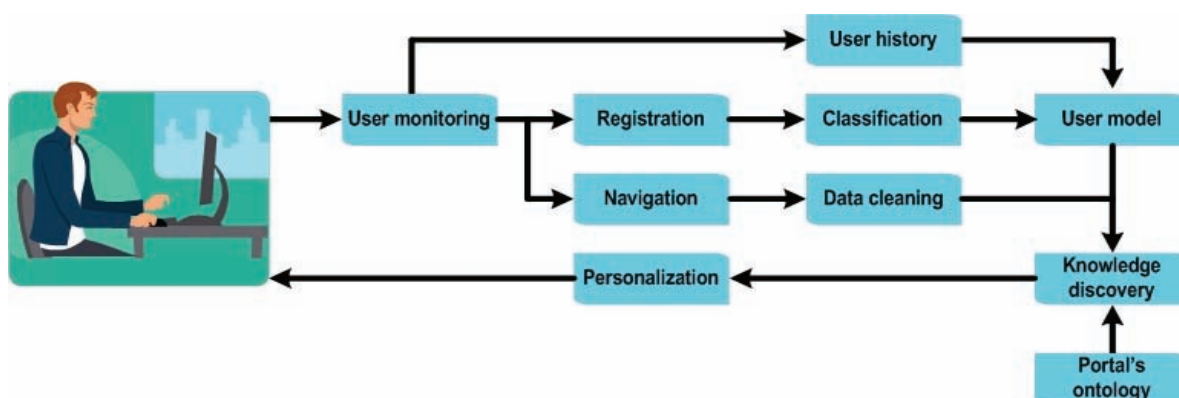 User history
User monitoring
Registration
Classification
User model
Navigation
Data cleaning
Personalization
Knowledge
discovery
Portal's
ontology